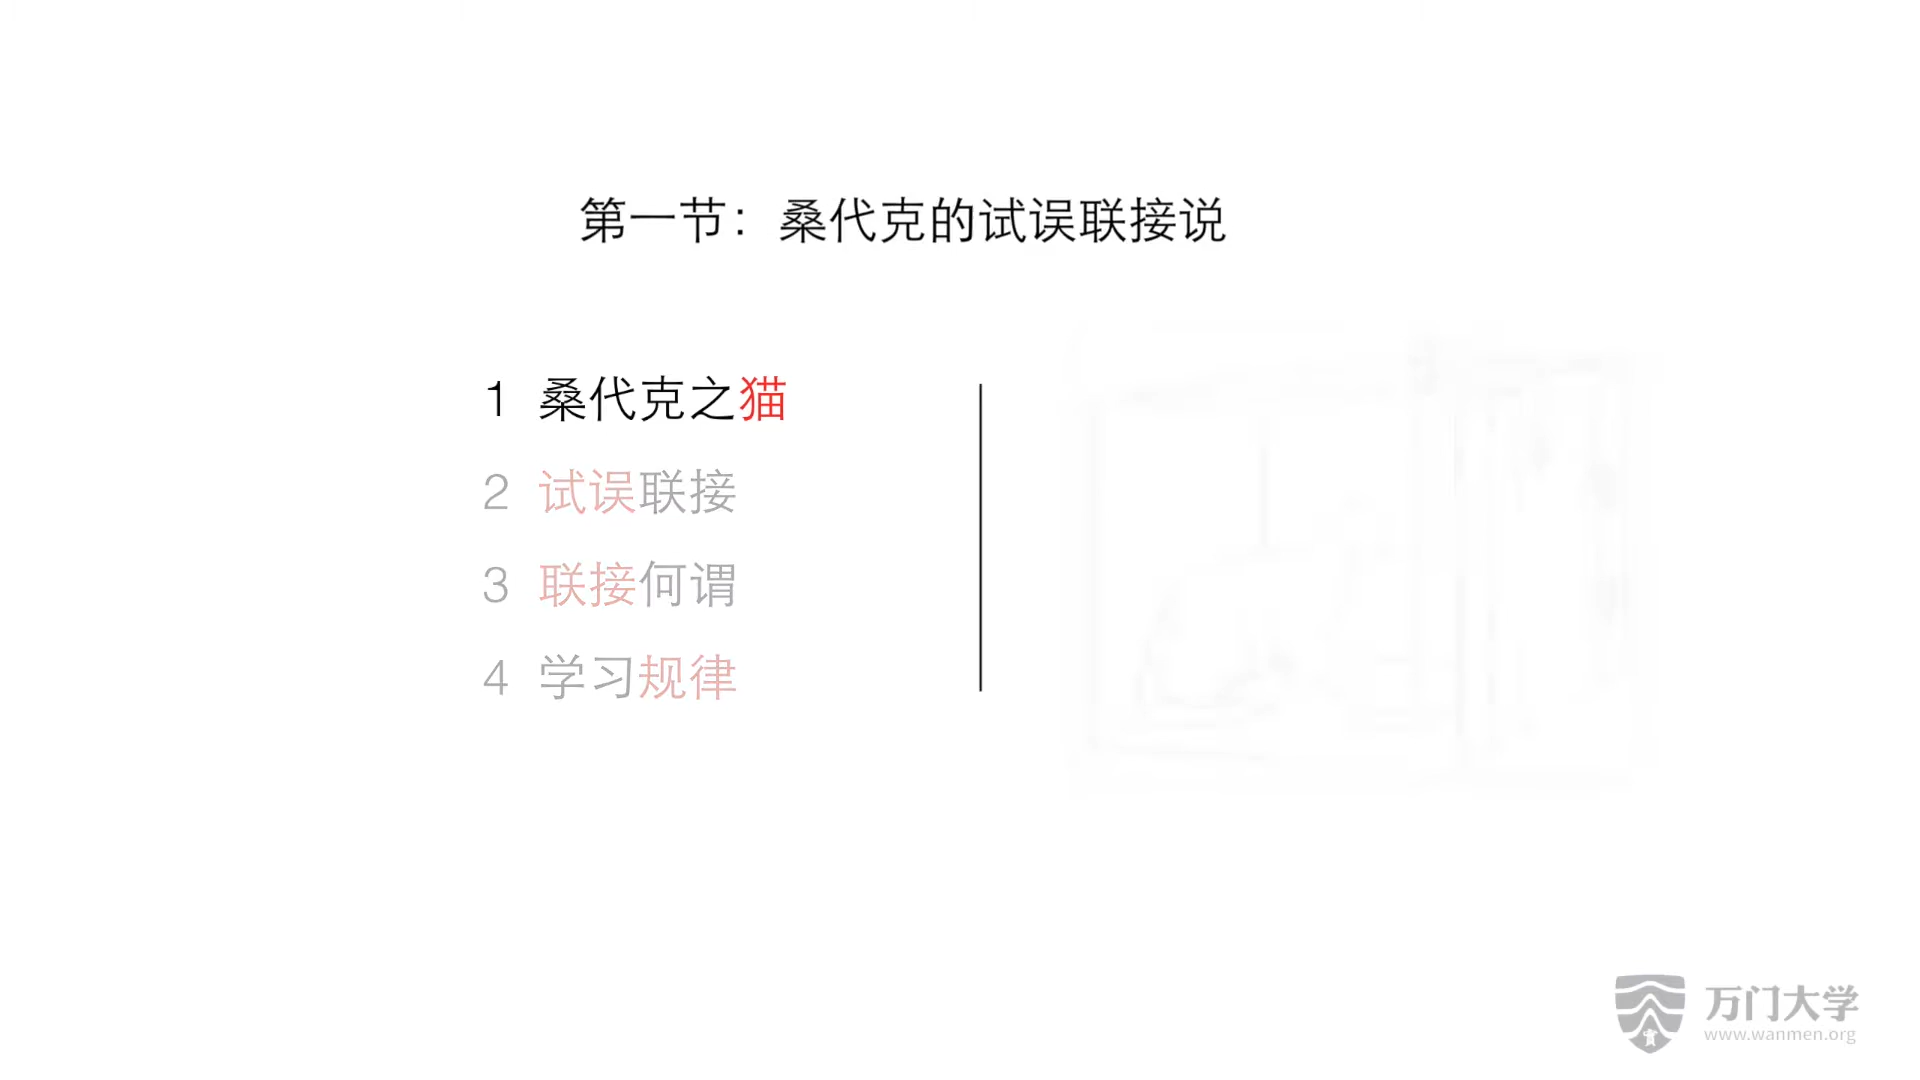 第一节：桑代克的试误联接说
1 桑代克之猫
2 试误联接
3 联接何谓
4 学习规律
万门大学
www.wanmen.org